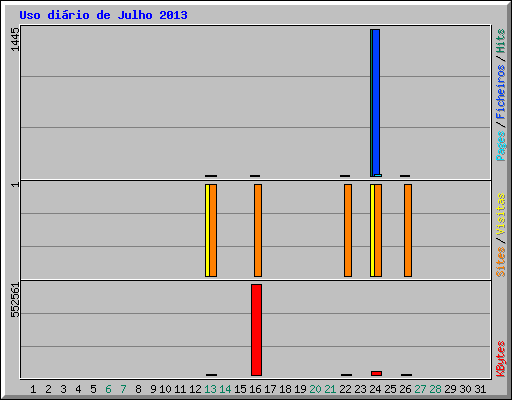 Uso diário de Julho 2013
1445
1
552561
Pages / Ficheiros / Hits
Sites / Visitas
KBytes
1 2 3 4 5 6 7 8 9 10 11 12 13 14 15 16 17 18 19 20 21 22 23 24 25 26 27 28 29 30 31